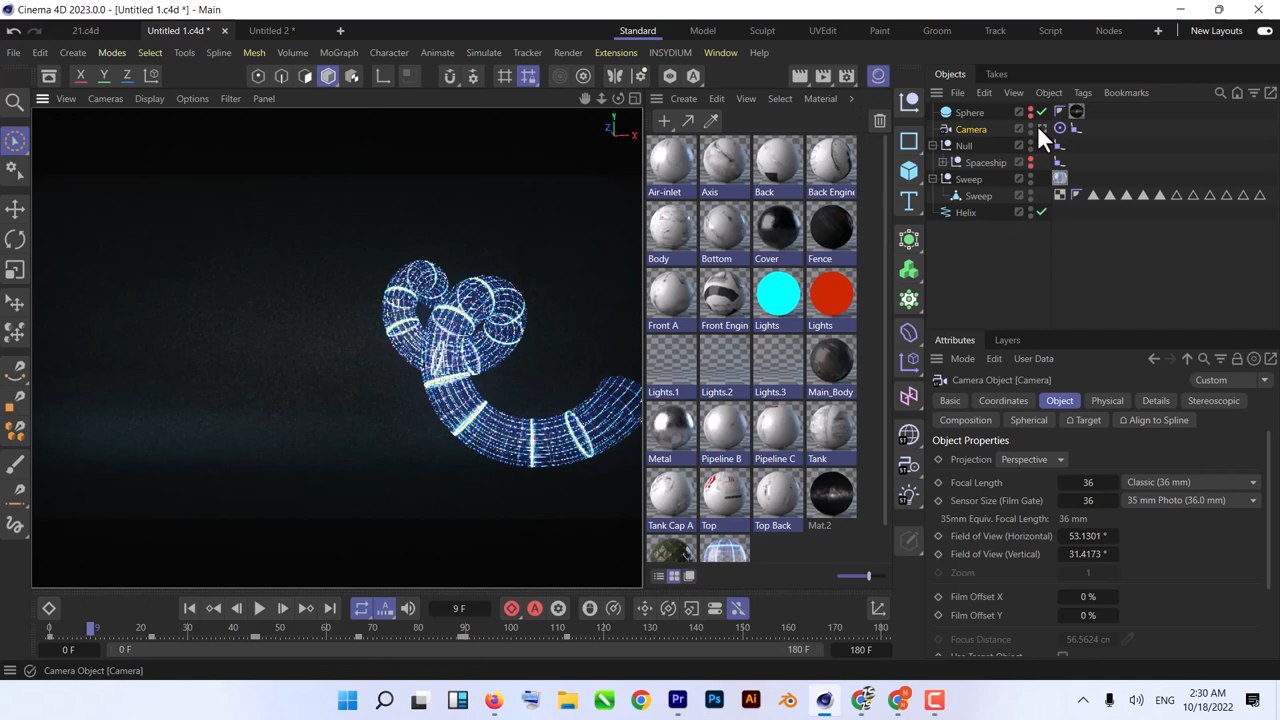 Cinema 4D 2023.0.0 - [Untitled 1.c4d *] - Main
21.c4d
Untitled 1.c4d *
Untitled 2 *
Standard
Model
Sculpt
UVEdit
Paint
Groom
Track
Script
Nodes
New Layouts
File Edit Create Modes Select Tools Spline Mesh Volume MoGraph Character Animate Simulate Tracker Render Extensions INSYDIUM Window Help
X Y Z
Objects Takes
View Cameras Display Options Filter Panel
Create Edit View Select Material
File Edit View Object Tags Bookmarks
Sphere
Camera
Null
Spaceship
Sweep
Sweep
Helix
Y
X
Z
Air-inlet Axis Back Back Engine
Body Bottom Cover Fence
Front A Front Engin Lights Lights
Lights.1 Lights.2 Lights.3 Main_Body
Metal Pipeline B Pipeline C Tank
Tank Cap A Top Top Back Mat.2
Attributes Layers
Mode Edit User Data
Camera Object [Camera]
Custom
Basic Coordinates Object Physical Details Stereoscopic
Composition Spherical Target Align to Spline
Object Properties
Projection Perspective
Focal Length 36 Classic (36 mm)
Sensor Size (Film Gate) 36 35 mm Photo (36.0 mm)
35mm Equiv. Focal Length: 36 mm
Field of View (Horizontal) 53.1301 °
Field of View (Vertical) 31.4173 °
Zoom 1
Film Offset X 0 %
Film Offset Y 0 %
Focus Distance 56.5624 cm
Use Target Object
9 F
0 9 20 30 40 50 60 70 80 90 100 110 120 130 140 150 160 170 180
0 F 0 F 180 F 180 F
Camera Object [Camera]
ENG
2:30 AM
10/18/2022